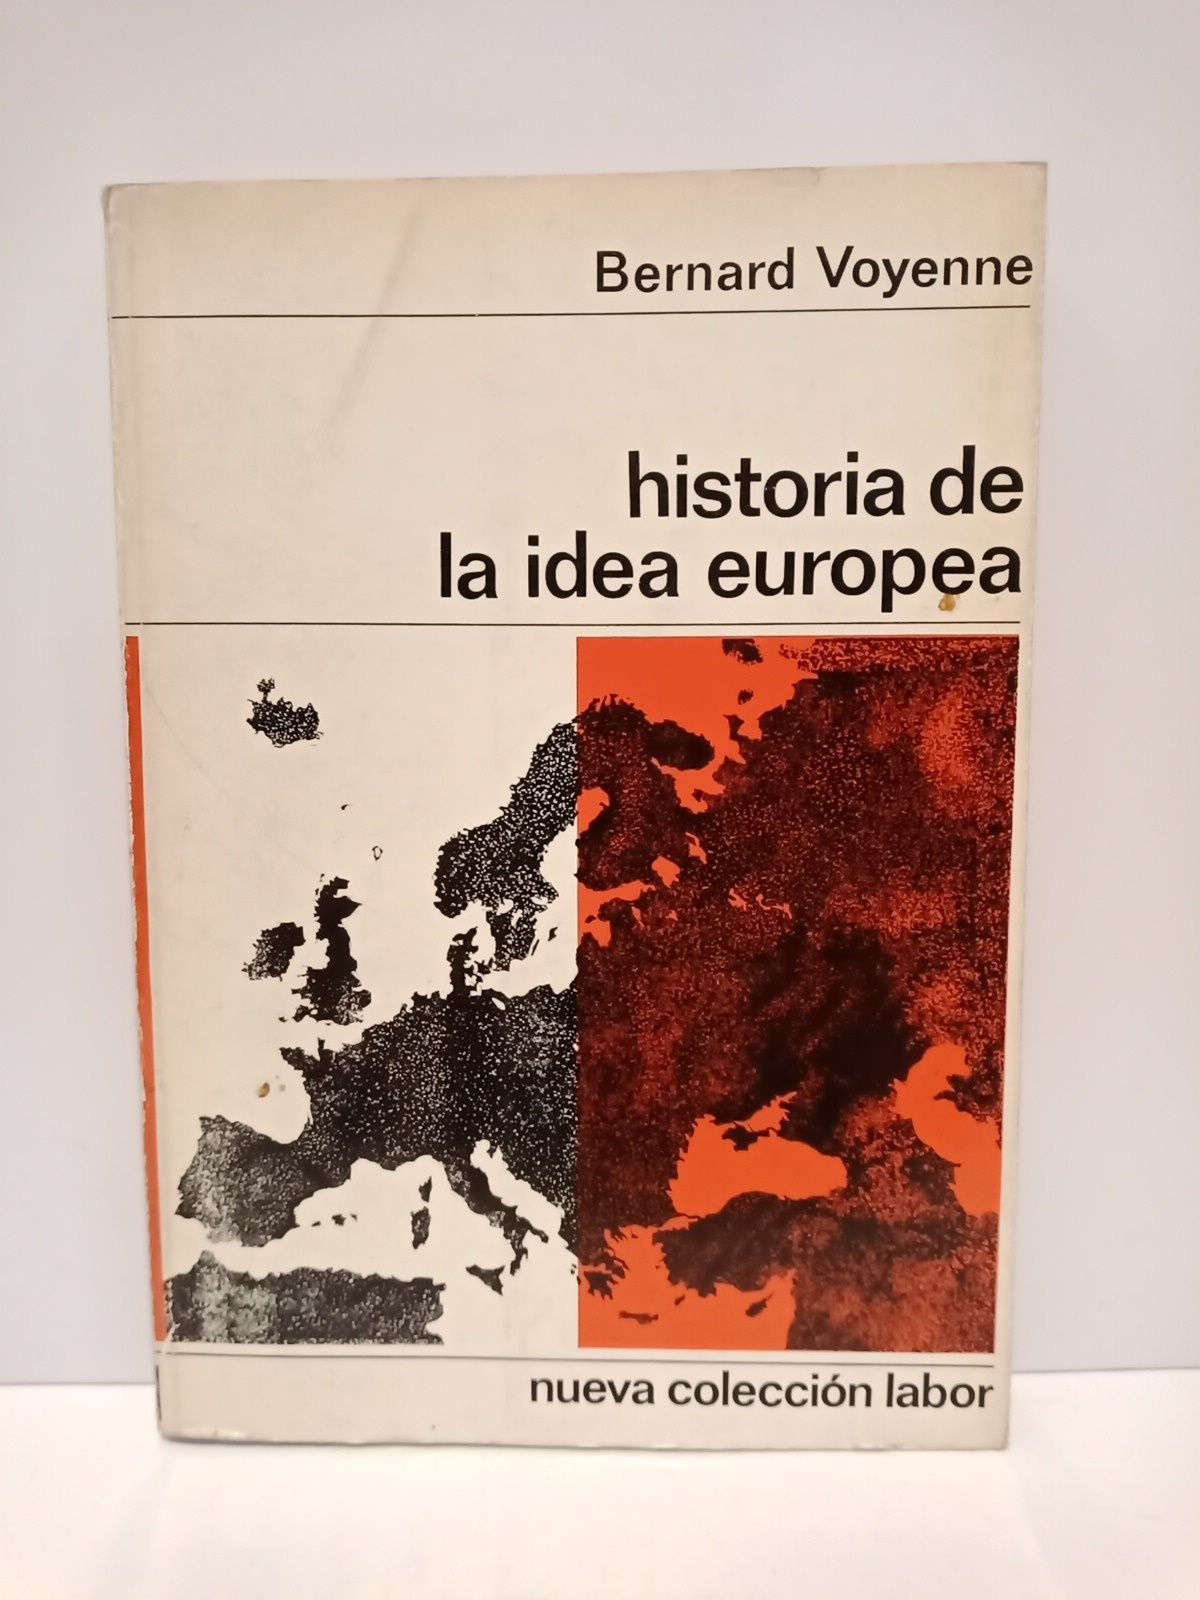 Bernard Voyenne
historia de
la idea europea
nueva colección labor